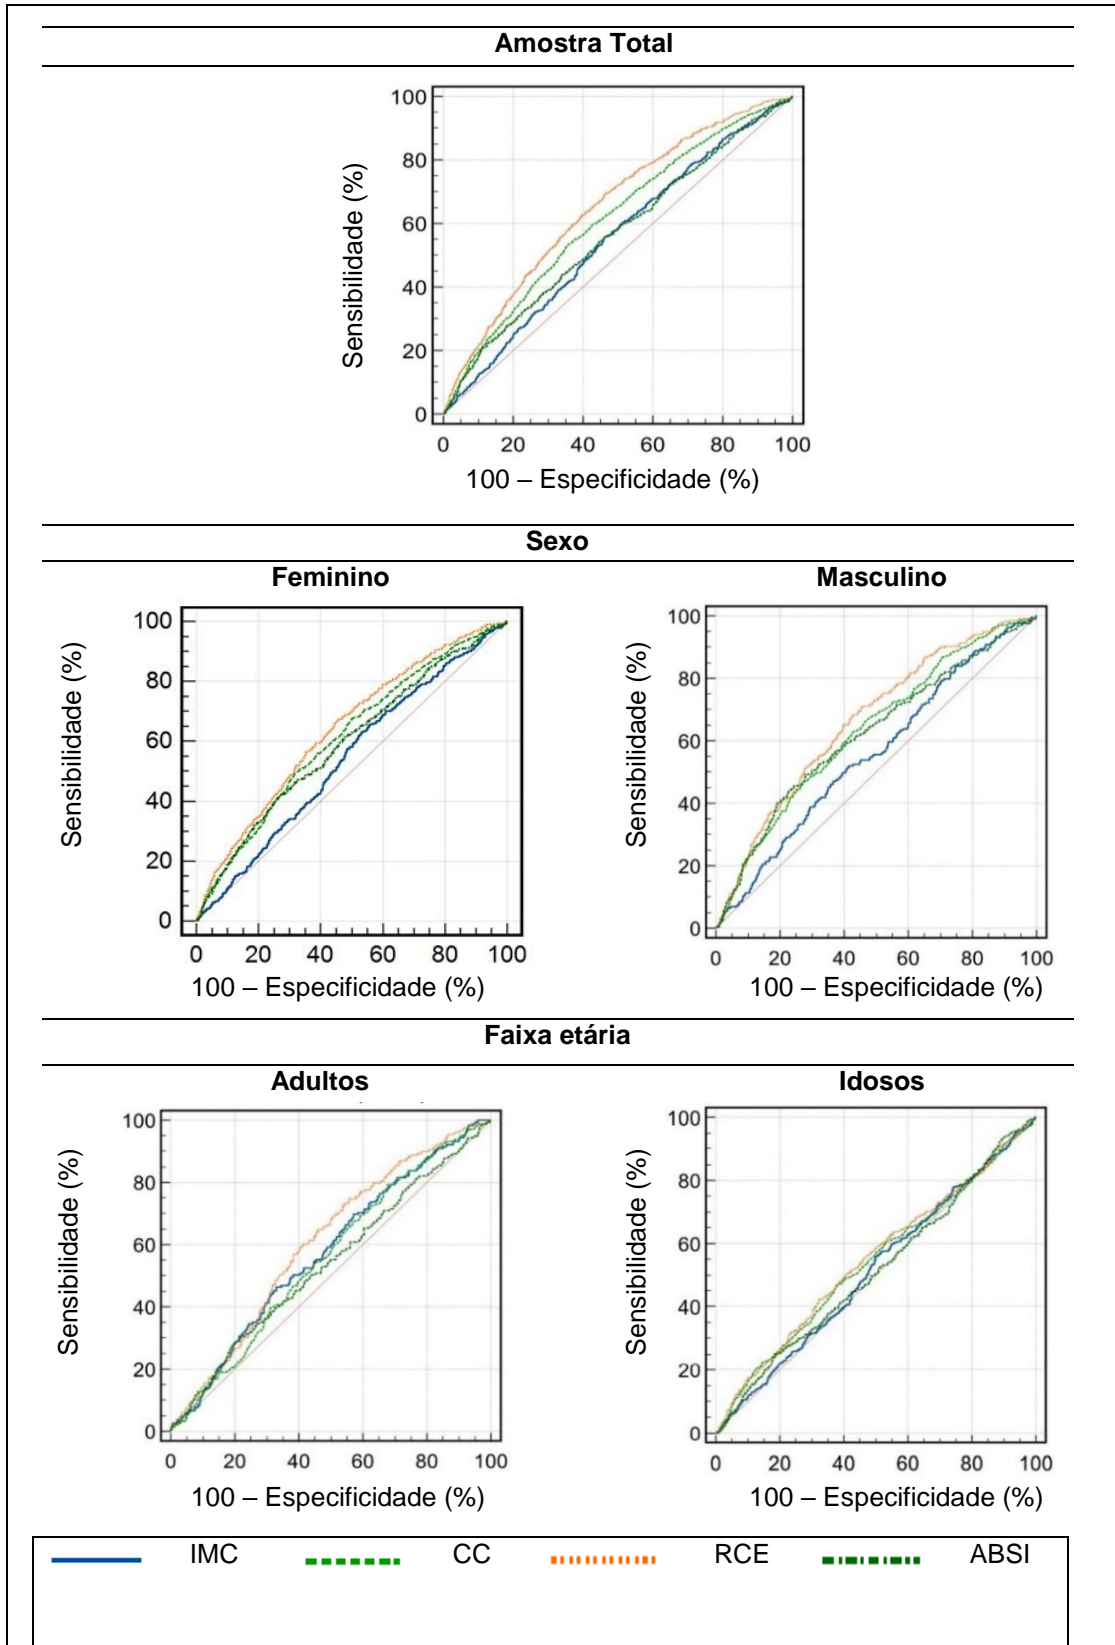 Amostra Total
Sensibilidade (%)
100
80
60
40
20
0
0 20 40 60 80 100
100 – Especificidade (%)
Sexo
Feminino
Masculino
Sensibilidade (%)
100
80
60
40
20
0
0 20 40 60 80 100
100 – Especificidade (%)
Sensibilidade (%)
100
80
60
40
20
0
0 20 40 60 80 100
100 – Especificidade (%)
Faixa etária
Adultos
Idosos
Sensibilidade (%)
100
80
60
40
20
0
0 20 40 60 80 100
100 – Especificidade (%)
Sensibilidade (%)
100
80
60
40
20
0
0 20 40 60 80 100
100 – Especificidade (%)
IMC CC RCE ABSI